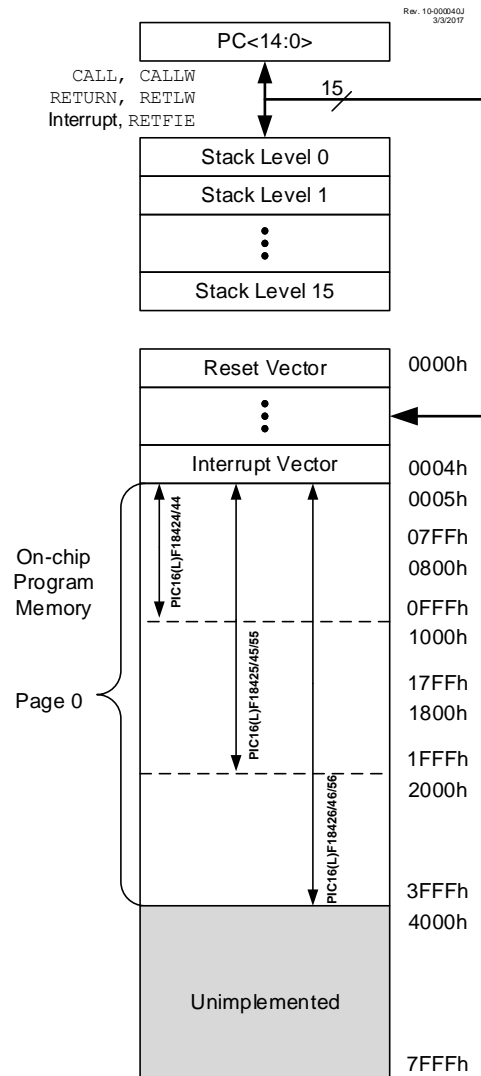 Rev. 10-000040J
3/3/2017
PC<14:0>
CALL, CALLW
RETURN, RETLW
Interrupt, RETFIE
15
Stack Level 0
Stack Level 1
Stack Level 15
Reset Vector
0000h
Interrupt Vector
0004h
0005h
07FFh
0800h
0FFFh
1000h
17FFh
1800h
1FFFh
2000h
3FFFh
4000h
7FFFh
On-chip
Program
Memory
Page 0
PIC16(L)F18424/44
PIC16(L)F18425/45/55
PIC16(L)F18426/46/56
Unimplemented